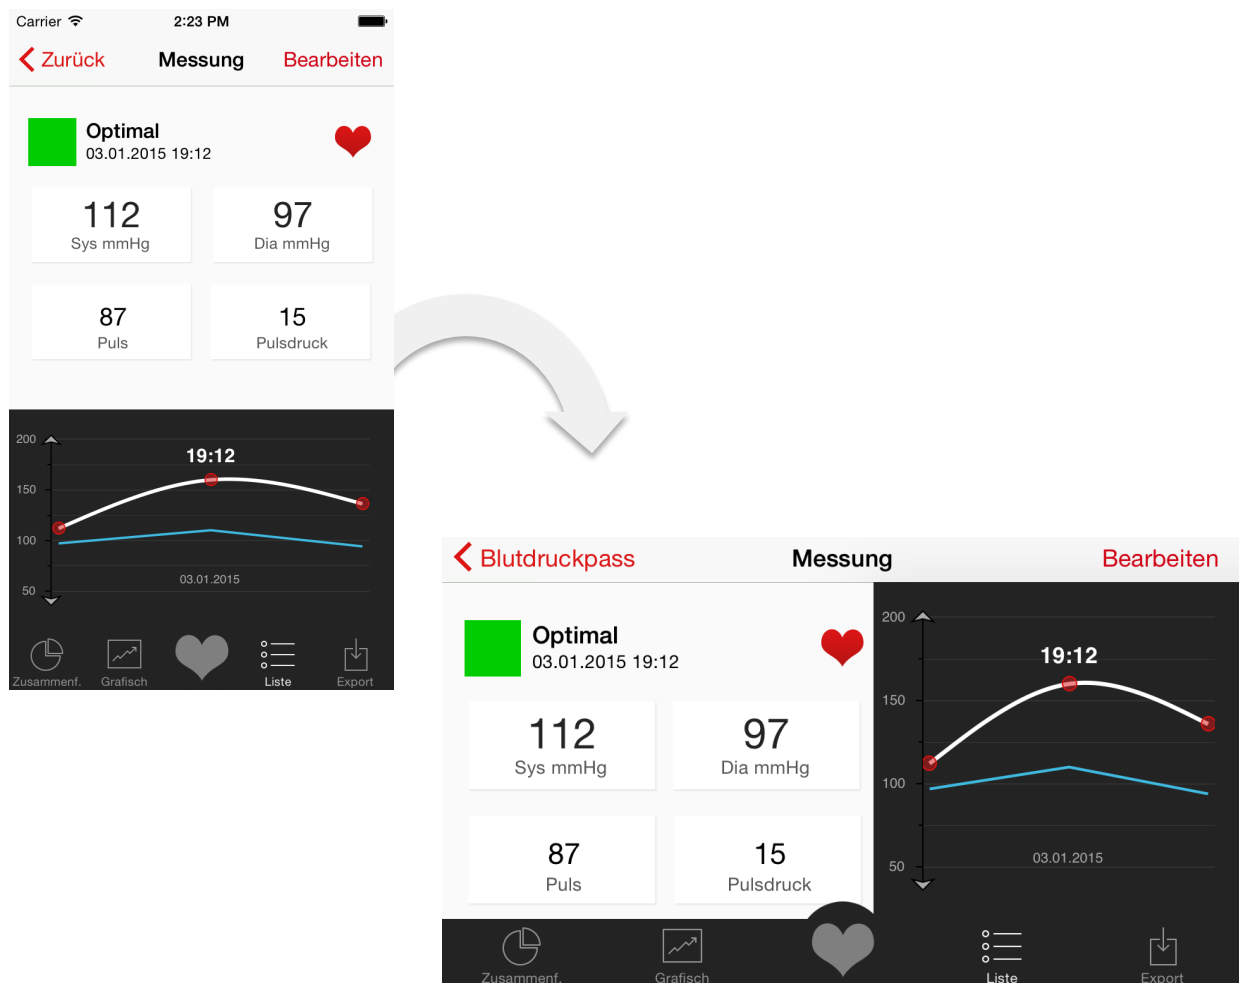 Carrier 2:23 PM
Zurück Messung Bearbeiten
Optimal
03.01.2015 19:12
112 97
Sys mmHg Dia mmHg
87 15
Puls Pulsdruck
200
19:12
150
100
03.01.2015
50
Zusammenf. Grafisch Liste Export
Blutdruckpass Messung Bearbeiten
Optimal
03.01.2015 19:12
112 97
Sys mmHg Dia mmHg
87 15
Puls Pulsdruck
200
19:12
150
100
03.01.2015
50
Zusammenf. Grafisch Liste Export